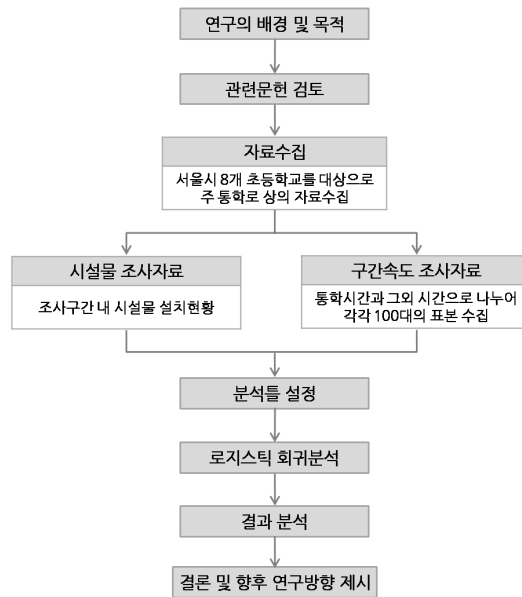 연구의 배경 및 목적
관련문헌 검토
자료수집
서울시 8개 초등학교를 대상으로
주 통학로 상의 자료수집
시설물 조사자료
조사구간 내 시설물 설치현황
구간속도 조사자료
통학시간과 그외 시간으로 나누어
각각 100대의 표본 수집
분석틀 설정
로지스틱 회귀분석
결과 분석
결론 및 향후 연구방향 제시